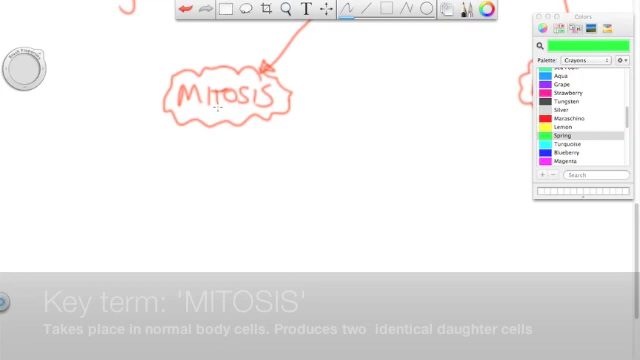 Colors
Palette: Crayons
Aqua
Grape
Strawberry
Tungsten
Silver
Maraschino
Lemon
Spring
Turquoise
Blueberry
Magenta
Search
T
MITOSIS
Key term: 'MITOSIS'
Takes place in normal body cells. Produces two identical daughter cells